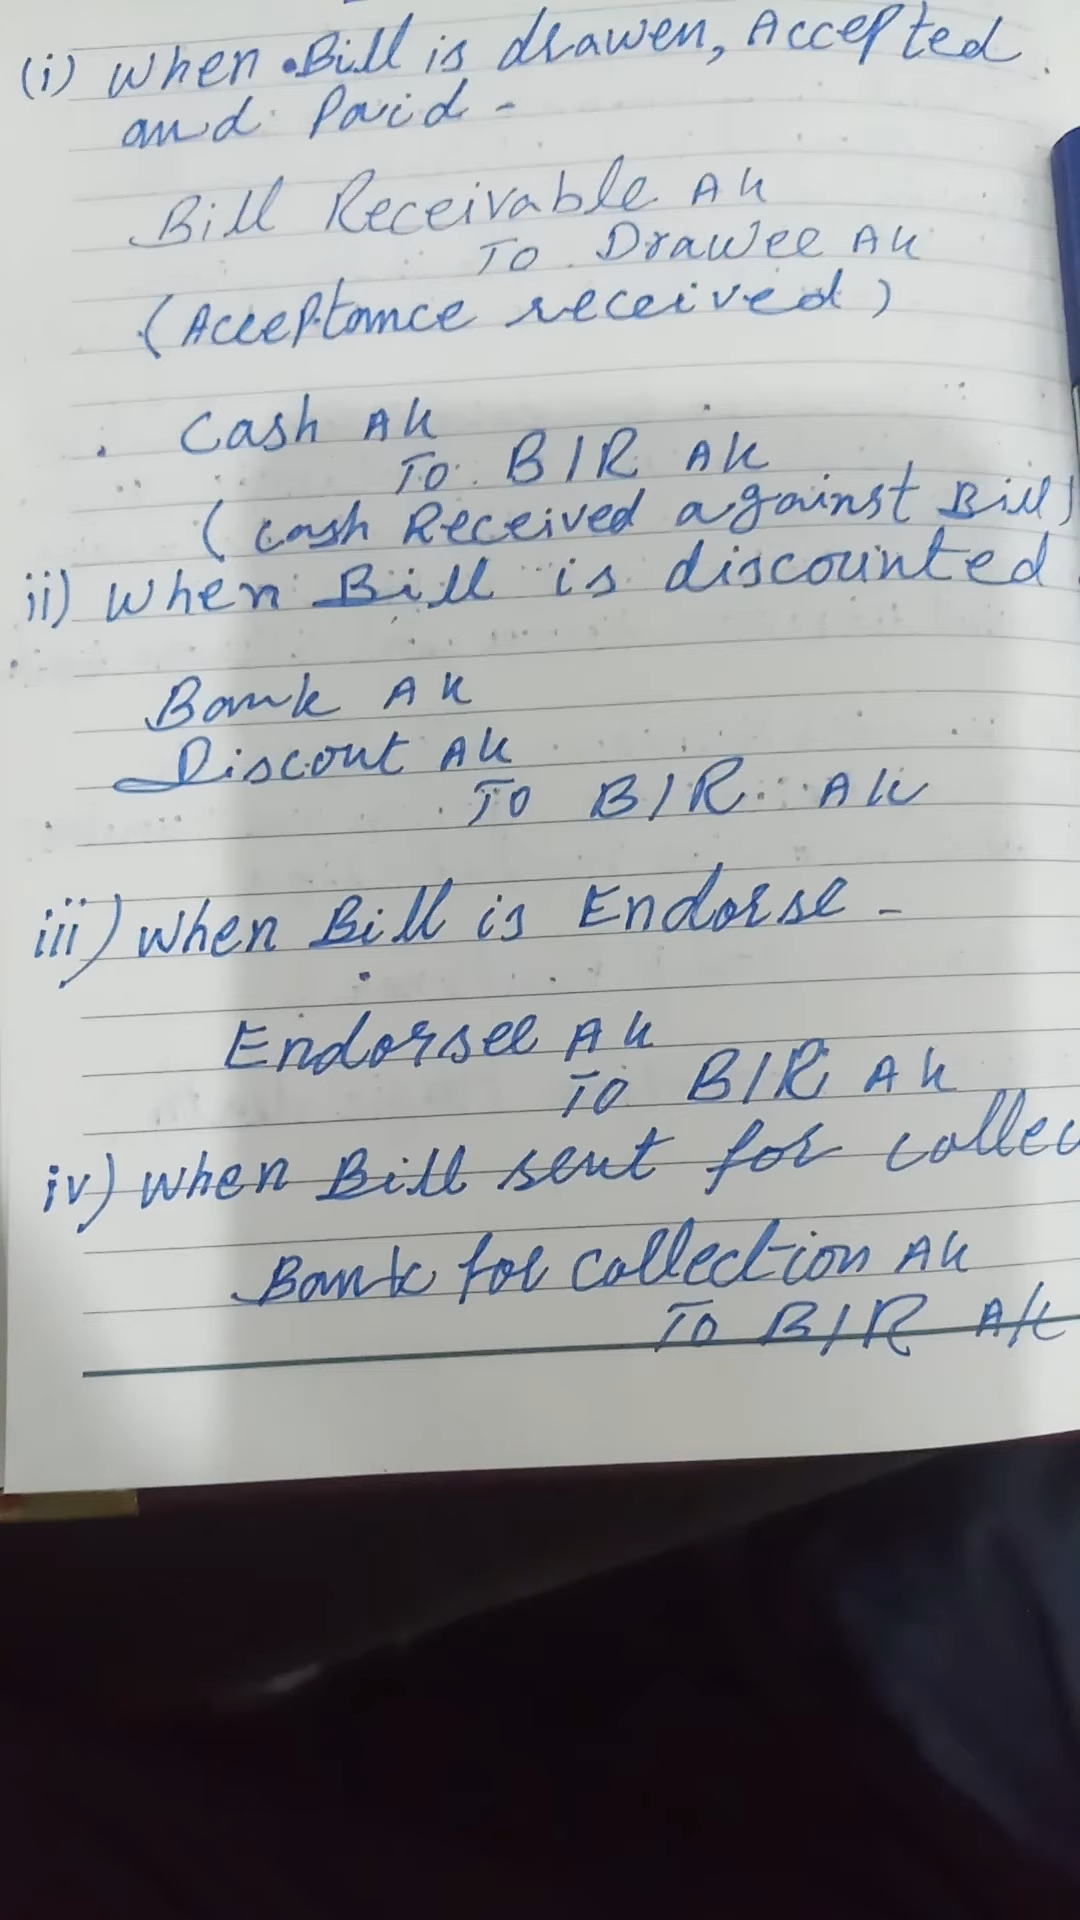 (i) When Bill is drawen, Accepted
and Paid -
Bill Receivable A/c
To Drawee A/c
(Acceptance received)
Cash A/c
To B/R A/c
(Cash Received against Bill)
ii) When Bill is discounted
Bank A/c
Discout A/c
To B/R A/c
iii) When Bill is Endorse -
Endorsee A/c
To B/R A/c
iv) When Bill sent for collec
Bank for collection A/c
To B/R A/c